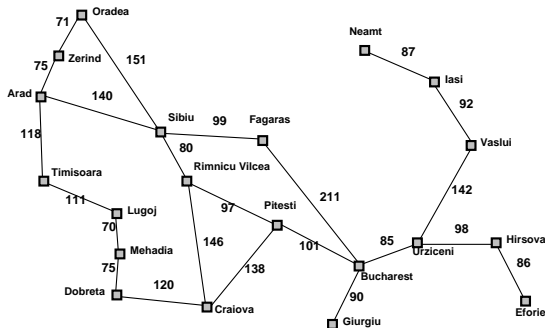 Oradea
71
Neamt
Zerind
87
151
75
Iasi
Arad
140
92
Sibiu
99
Fagaras
118
80
Vaslui
Rimnicu Vilcea
Timisoara
142
111
211
Pitesti
Lugoj
97
70
98
Hirsova
146
101
85
Urziceni
Mehadia
75
138
86
Bucharest
120
90
Dobreta
Craiova
Eforie
Giurgiu